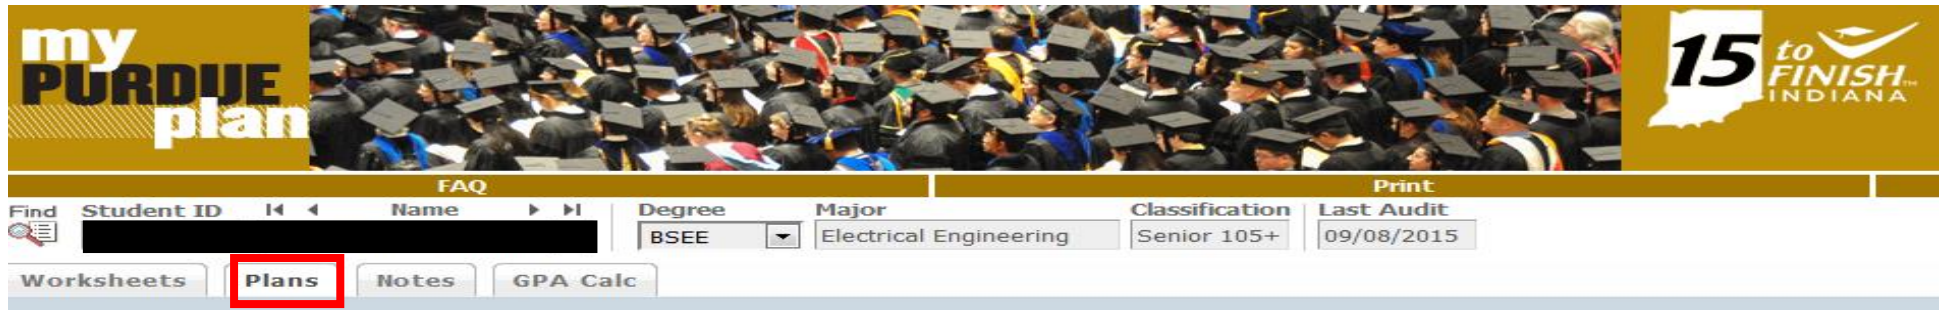 my
PURDUE
plan
15 to
FINISH™
INDIANA
FAQ Print
Find Student ID Name Degree Major Classification Last Audit
BSEE Electrical Engineering Senior 105+ 09/08/2015
Worksheets Plans Notes GPA Calc